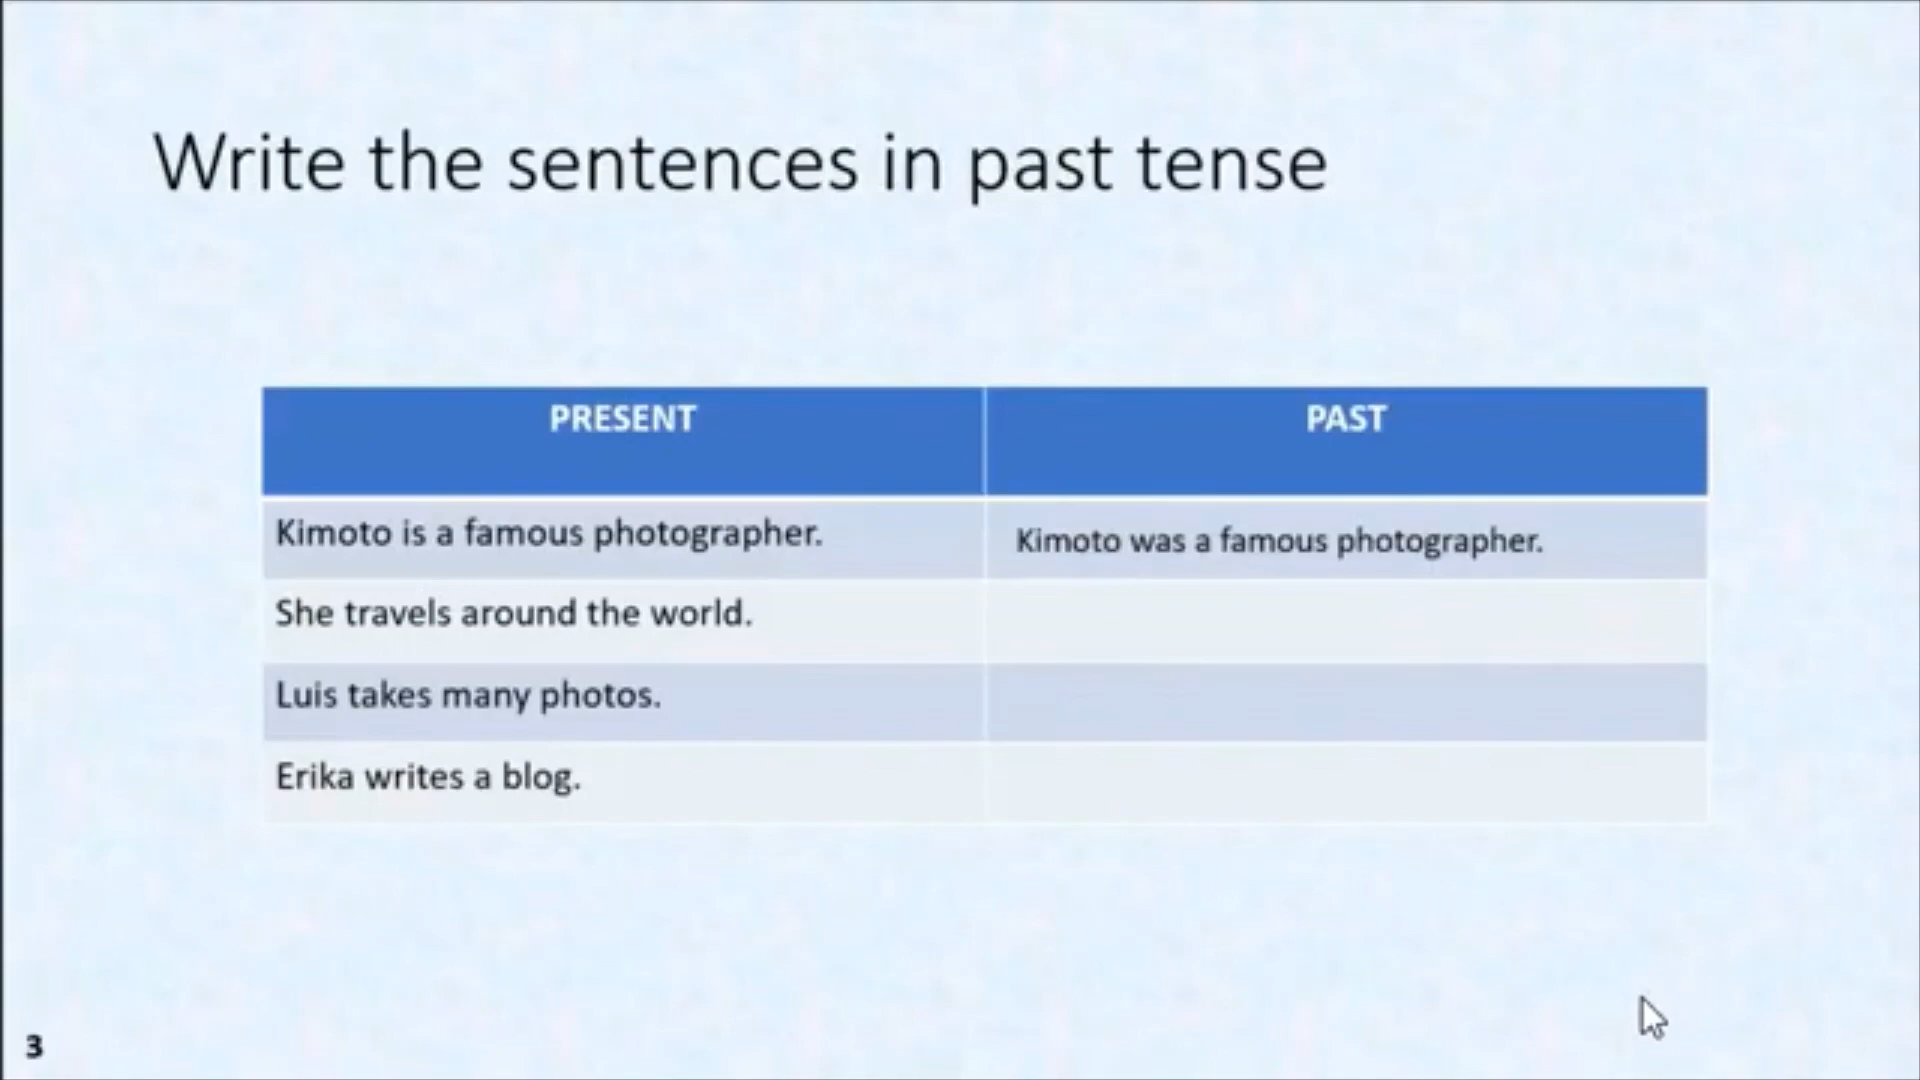 Write the sentences in past tense
PRESENT
PAST
Kimoto is a famous photographer.
Kimoto was a famous photographer.
She travels around the world.
Luis takes many photos.
Erika writes a blog.
3